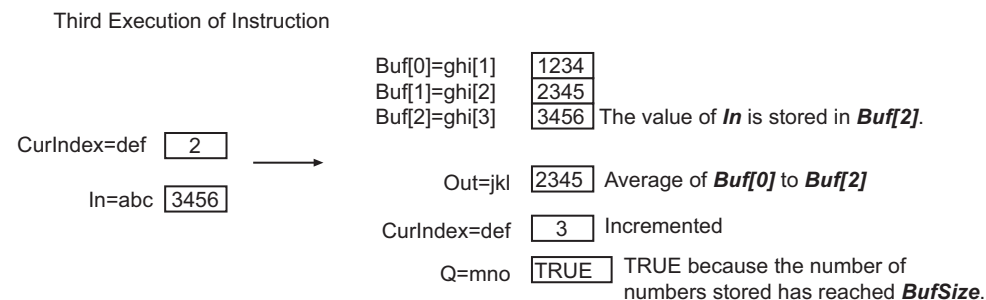 Third Execution of Instruction
Buf[0]=ghi[1] 1234
Buf[1]=ghi[2] 2345
Buf[2]=ghi[3] 3456 The value of In is stored in Buf[2].
CurIndex=def 2
In=abc 3456
Out=jkl 2345 Average of Buf[0] to Buf[2]
CurIndex=def 3 Incremented
Q=mno TRUE TRUE because the number of
numbers stored has reached BufSize.